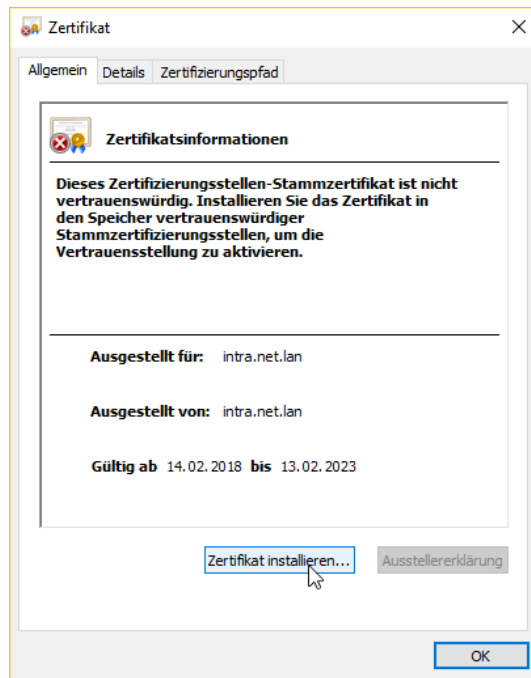 Zertifikat
Allgemein Details Zertifizierungspfad
Zertifikatsinformationen
Dieses Zertifizierungsstellen-Stammzertifikat ist nicht
vertrauenswürdig. Installieren Sie das Zertifikat in
den Speicher vertrauenswürdiger
Stammzertifizierungsstellen, um die
Vertrauensstellung zu aktivieren.
Ausgestellt für: intra.net.lan
Ausgestellt von: intra.net.lan
Gültig ab 14.02.2018 bis 13.02.2023
Zertifikat installieren... Ausstellererklärung
OK